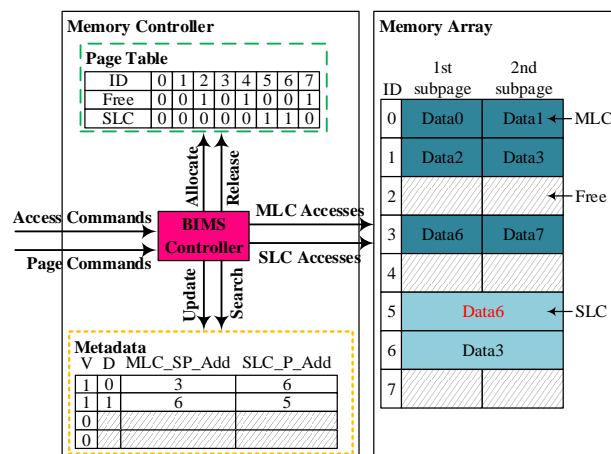 Memory Controller
Page Table
ID 0 1 2 3 4 5 6 7
Free 0 0 1 0 1 0 0 1
SLC 0 0 0 0 0 1 1 0
Allocate
Release
Access Commands
Page Commands
BIMS
Controller
MLC Accesses
SLC Accesses
Update
Search
Metadata
V D MLC_SP_Add SLC_P_Add
1 0 3 6
1 1 6 5
0
0
Memory Array
1st 2nd
ID subpage subpage
0 Data0 Data1 MLC
1 Data2 Data3
2 Free
3 Data6 Data7
4
5 Data6 SLC
6 Data3
7